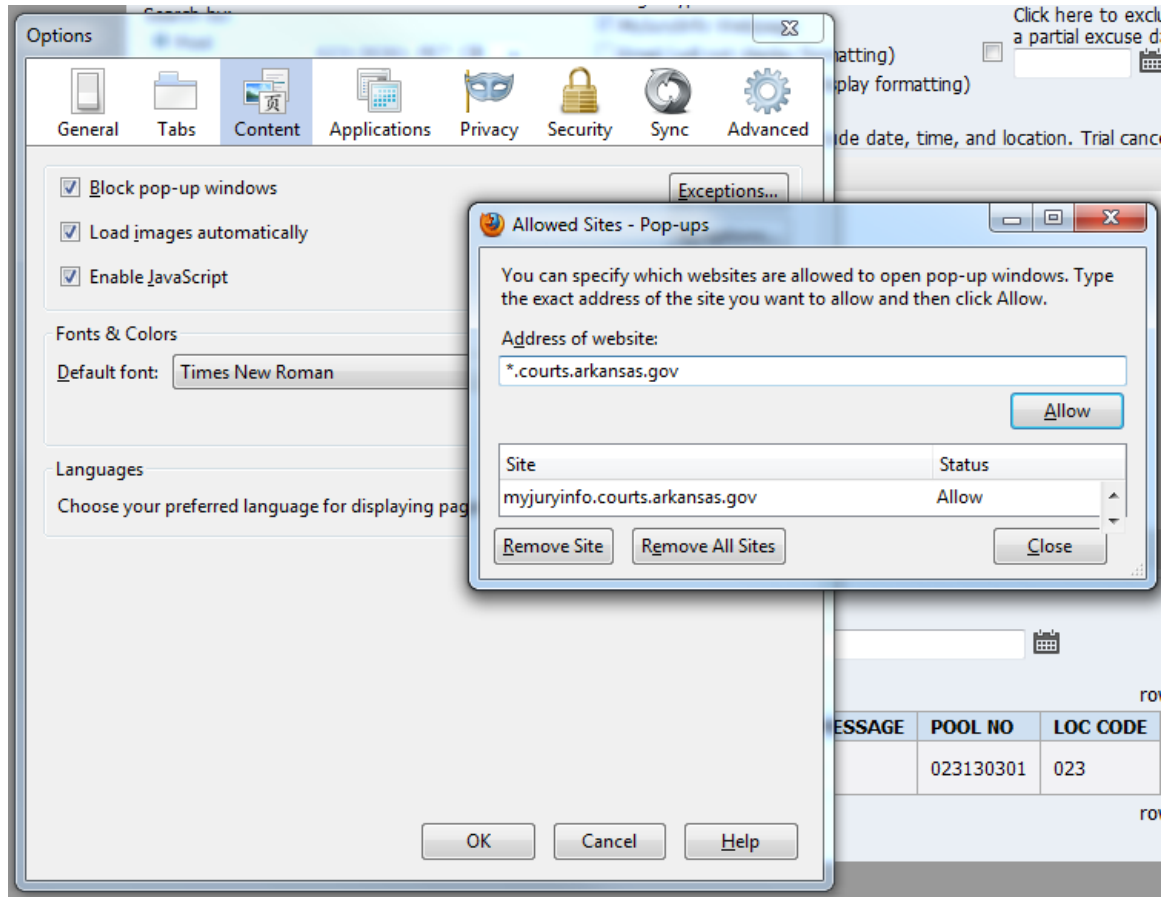 Options
General Tabs Content Applications Privacy Security Sync Advanced
Block pop-up windows
Exceptions...
Load images automatically
Enable JavaScript
Fonts & Colors
Default font: Times New Roman
Languages
Choose your preferred language for displaying pag
OK Cancel Help
Allowed Sites - Pop-ups
You can specify which websites are allowed to open pop-up windows. Type
the exact address of the site you want to allow and then click Allow.
Address of website:
*.courts.arkansas.gov
Allow
Site Status
myjuryinfo.courts.arkansas.gov Allow
Remove Site Remove All Sites Close
Click here to exclu
a partial excuse da
atting)
play formatting)
de date, time, and location. Trial cance
ro
ESSAGE POOL NO LOC CODE
023130301 023
ro